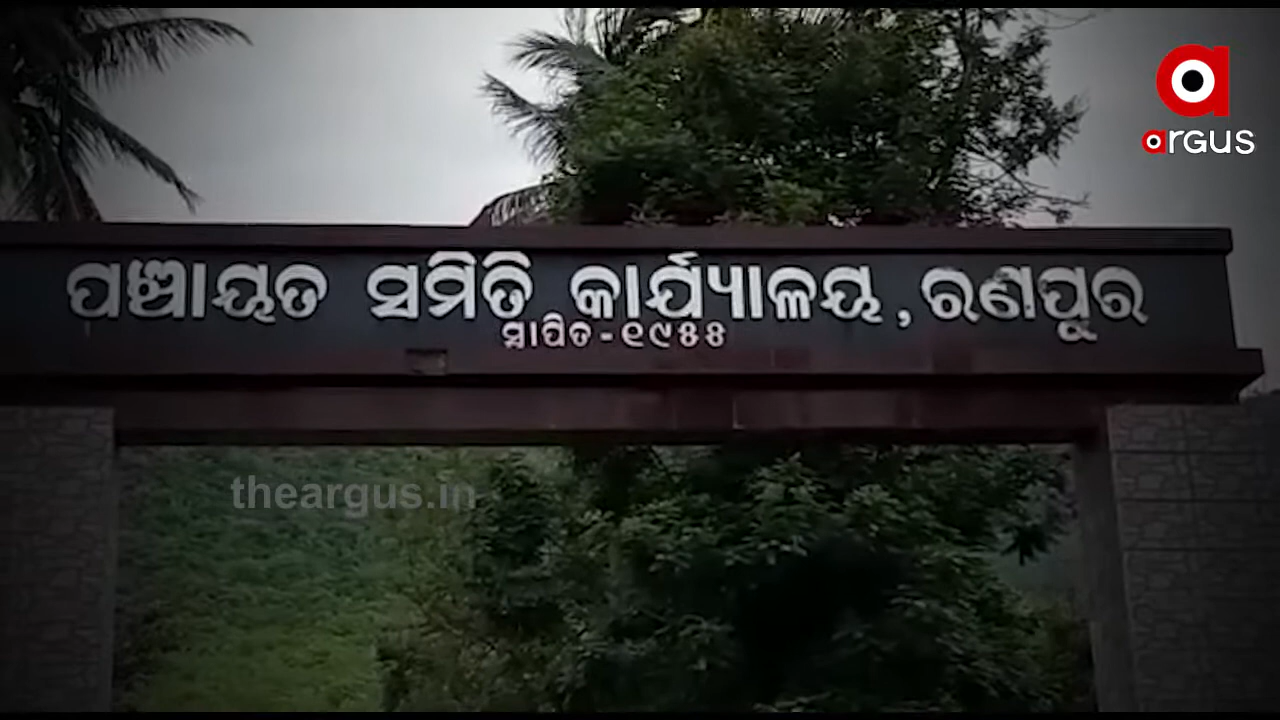 argus
ପଞ୍ଚାୟତ ସମିତି କାର୍ଯ୍ୟାଳୟ, ରଣପୁର
ସ୍ଥାପିତ-୧୯୫୫
theargus.in